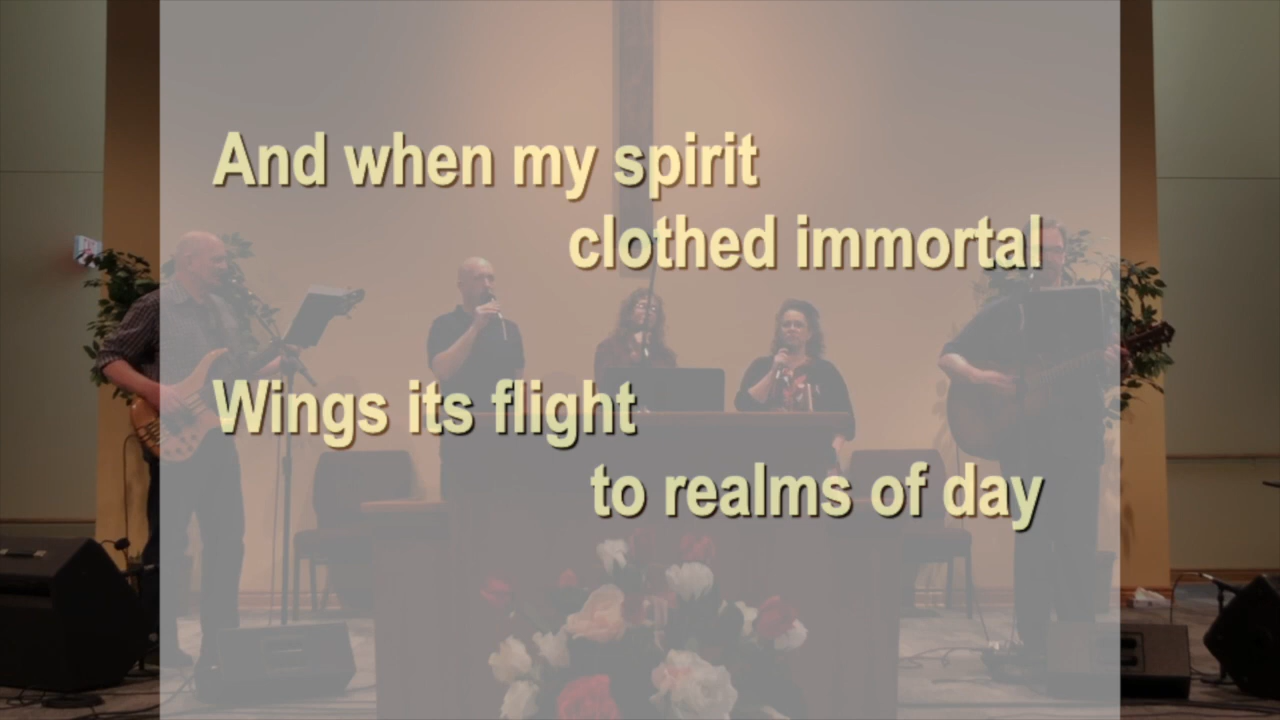 And when my spirit
clothed immortal
Wings its flight
to realms of day